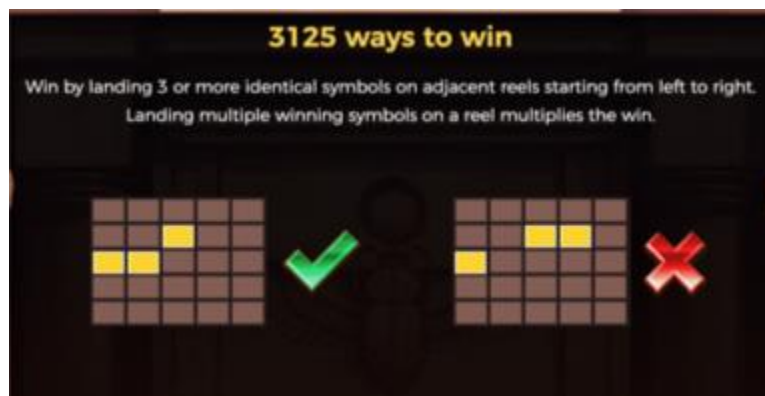 3125 ways to win
Win by landing 3 or more identical symbols on adjacent reels starting from left to right.
Landing multiple winning symbols on a reel multiplies the win.